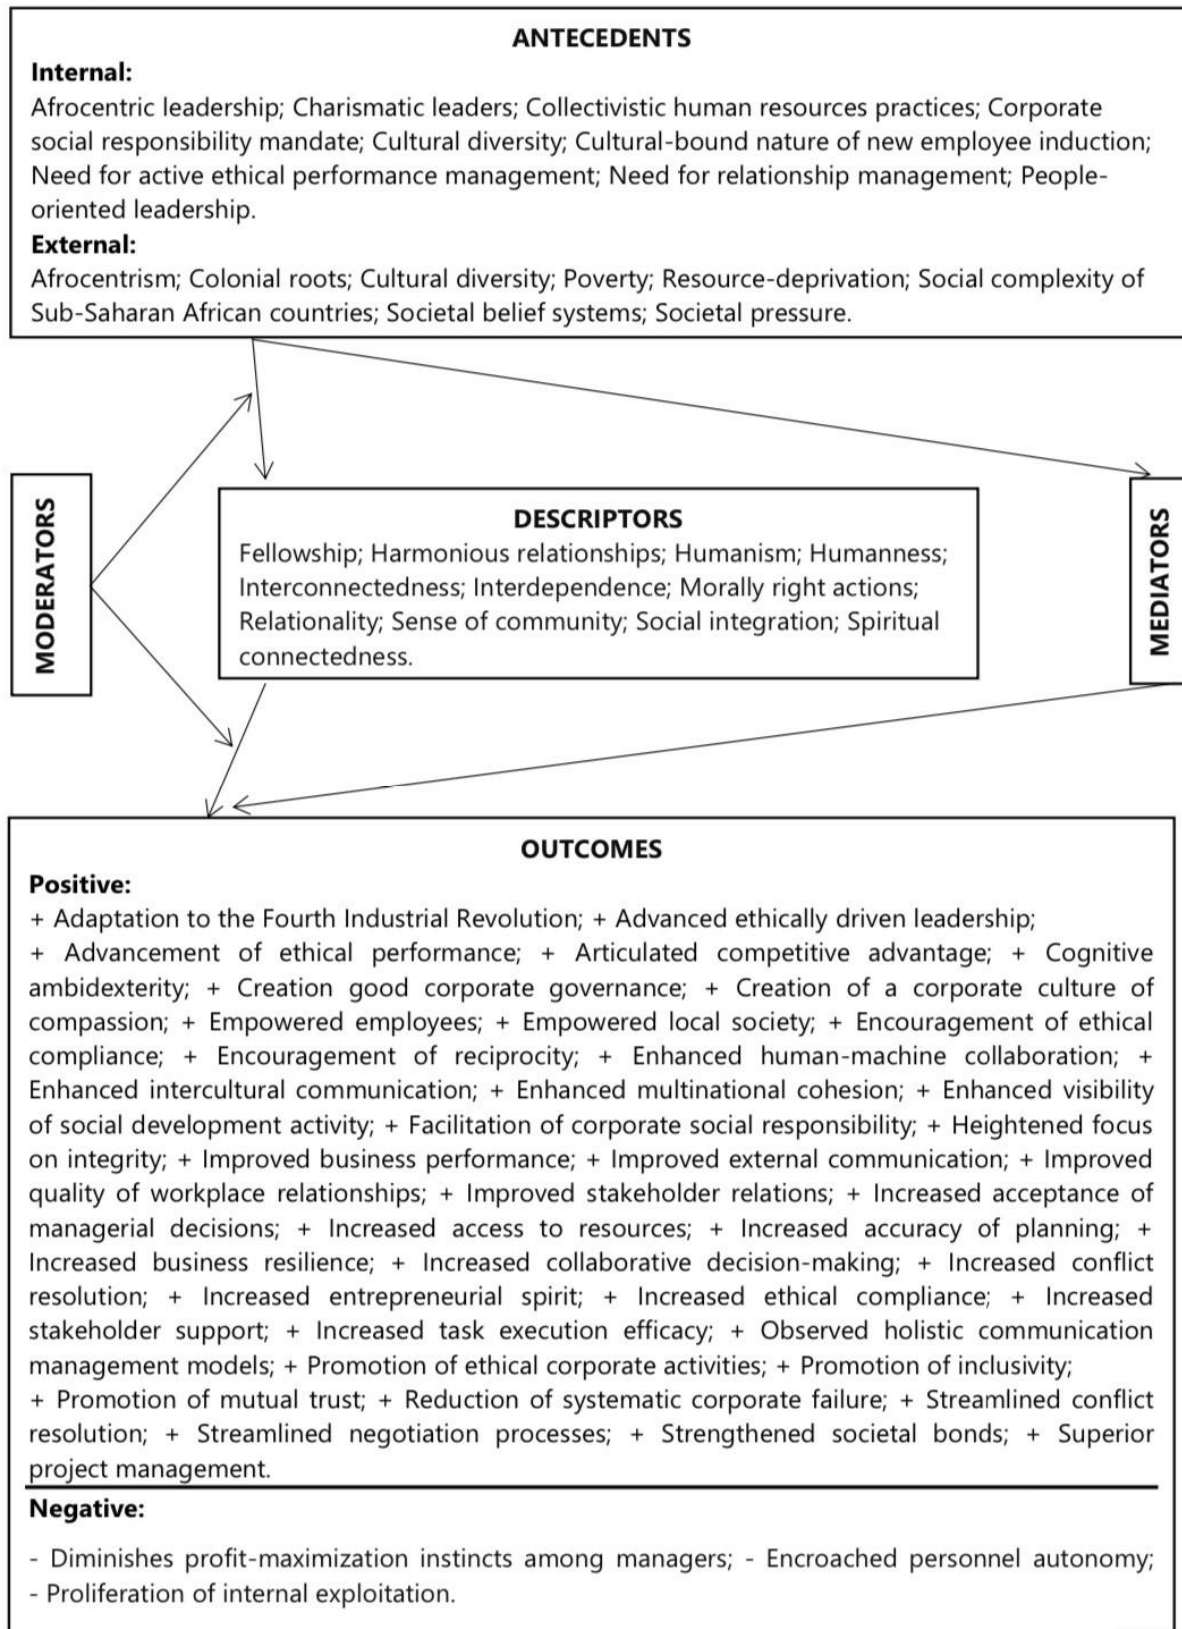 ANTECEDENTS
Internal:
Afrocentric leadership; Charismatic leaders; Collectivistic human resources practices; Corporate
social responsibility mandate; Cultural diversity; Cultural-bound nature of new employee induction;
Need for active ethical performance management; Need for relationship management; People-
oriented leadership.
External:
Afrocentrism; Colonial roots; Cultural diversity; Poverty; Resource-deprivation; Social complexity of
Sub-Saharan African countries; Societal belief systems; Societal pressure.
MODERATORS
DESCRIPTORS
Fellowship; Harmonious relationships; Humanism; Humanness;
Interconnectedness; Interdependence; Morally right actions;
Relationality; Sense of community; Social integration; Spiritual
connectedness.
MEDIATORS
OUTCOMES
Positive:
+ Adaptation to the Fourth Industrial Revolution; + Advanced ethically driven leadership;
+ Advancement of ethical performance; + Articulated competitive advantage; + Cognitive
ambidexterity; + Creation good corporate governance; + Creation of a corporate culture of
compassion; + Empowered employees; + Empowered local society; + Encouragement of ethical
compliance; + Encouragement of reciprocity; + Enhanced human-machine collaboration; +
Enhanced intercultural communication; + Enhanced multinational cohesion; + Enhanced visibility
of social development activity; + Facilitation of corporate social responsibility; + Heightened focus
on integrity; + Improved business performance; + Improved external communication; + Improved
quality of workplace relationships; + Improved stakeholder relations; + Increased acceptance of
managerial decisions; + Increased access to resources; + Increased accuracy of planning; +
Increased business resilience; + Increased collaborative decision-making; + Increased conflict
resolution; + Increased entrepreneurial spirit; + Increased ethical compliance; + Increased
stakeholder support; + Increased task execution efficacy; + Observed holistic communication
management models; + Promotion of ethical corporate activities; + Promotion of inclusivity;
+ Promotion of mutual trust; + Reduction of systematic corporate failure; + Streamlined conflict
resolution; + Streamlined negotiation processes; + Strengthened societal bonds; + Superior
project management.
Negative:
- Diminishes profit-maximization instincts among managers; - Encroached personnel autonomy;
- Proliferation of internal exploitation.